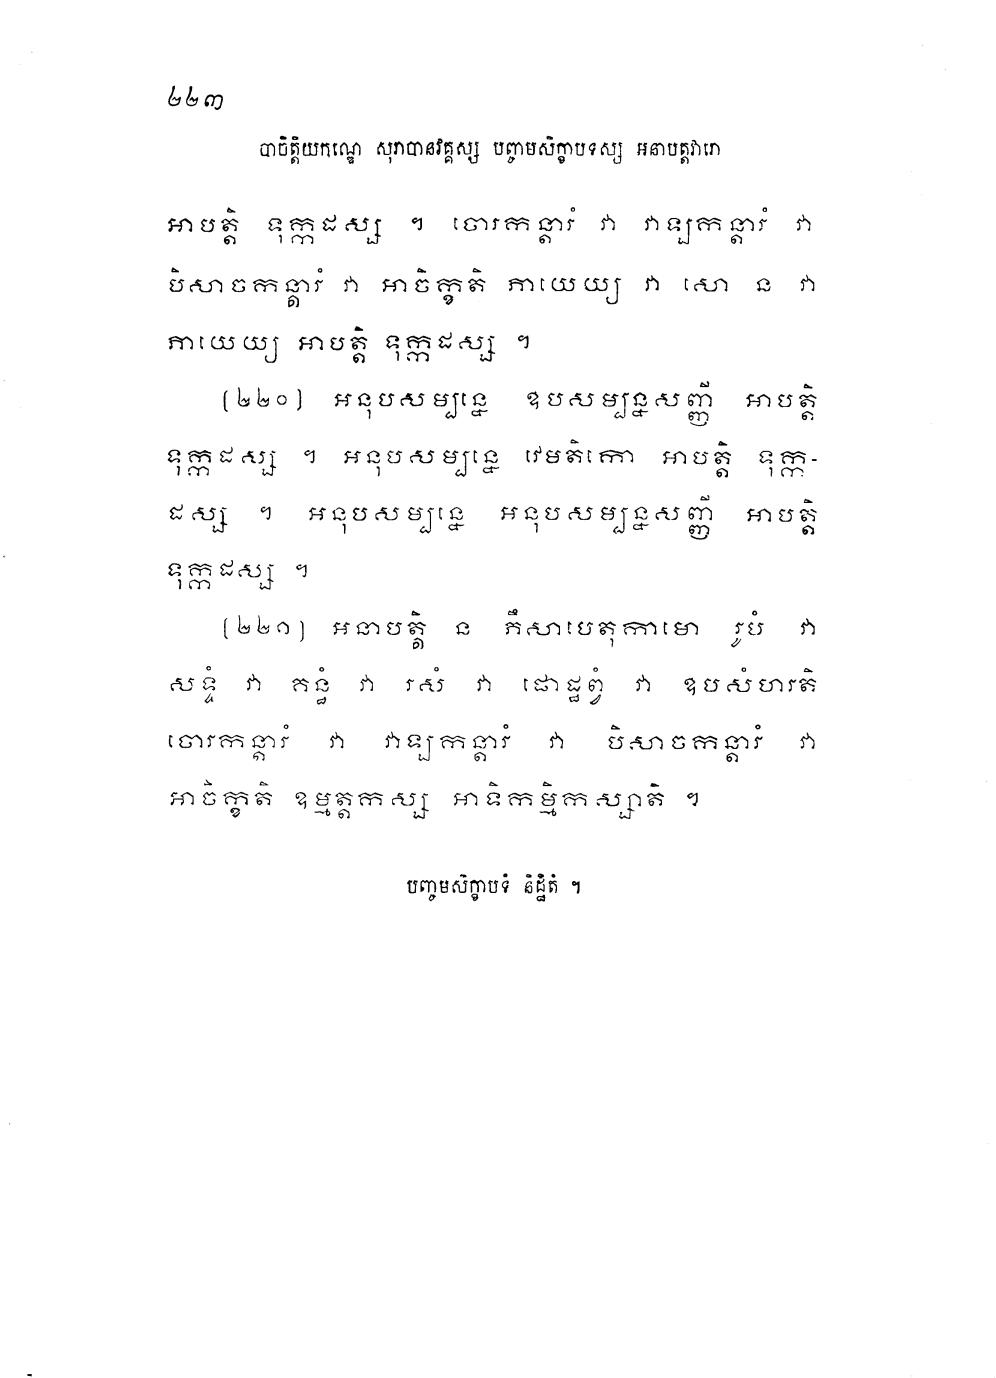 ២២៣
បាចិត្តិយកណ្ឌេ សុរាបានវគ្គស្ស បញ្ចមសិក្ខាបទស្ស អនាបត្តវារោ
អាបត្តិ ទុក្កដស្ស ។ ចោរកន្តារំ វា វាឡកន្តារំ វា
បិសាចកន្តារំ វា អាចិក្ខតិ ភាយេយ្យ វា សោ ន វា
ភាយេយ្យ អាបត្តិ ទុក្កដស្ស ។
(២២០) អនុបសម្បន្នេ ឧបសម្បន្នសញ្ញី អាបត្តិ
ទុក្កដស្ស ។ អនុបសម្បន្នេ វេមតិកោ អាបត្តិ ទុក្ក-
ដស្ស ។ អនុបសម្បន្នេ អនុបសម្បន្នសញ្ញី អាបត្តិ
ទុក្កដស្ស ។
(២២១) អនាបត្តិ ន ភឹសាបេតុកាមោ រូបំ វា
សទ្ទំ វា គន្ធំ វា រសំ វា ផោដ្ឋព្វំ វា ឧបសំហរតិ
ចោរកន្តារំ វា វាឡកន្តារំ វា បិសាចកន្តារំ វា
អាចិក្ខតិ ឧម្មត្តកស្ស អាទិកម្មិកស្សាតិ ។
បញ្ចមសិក្ខាបទំ និដ្ឋិតំ ។